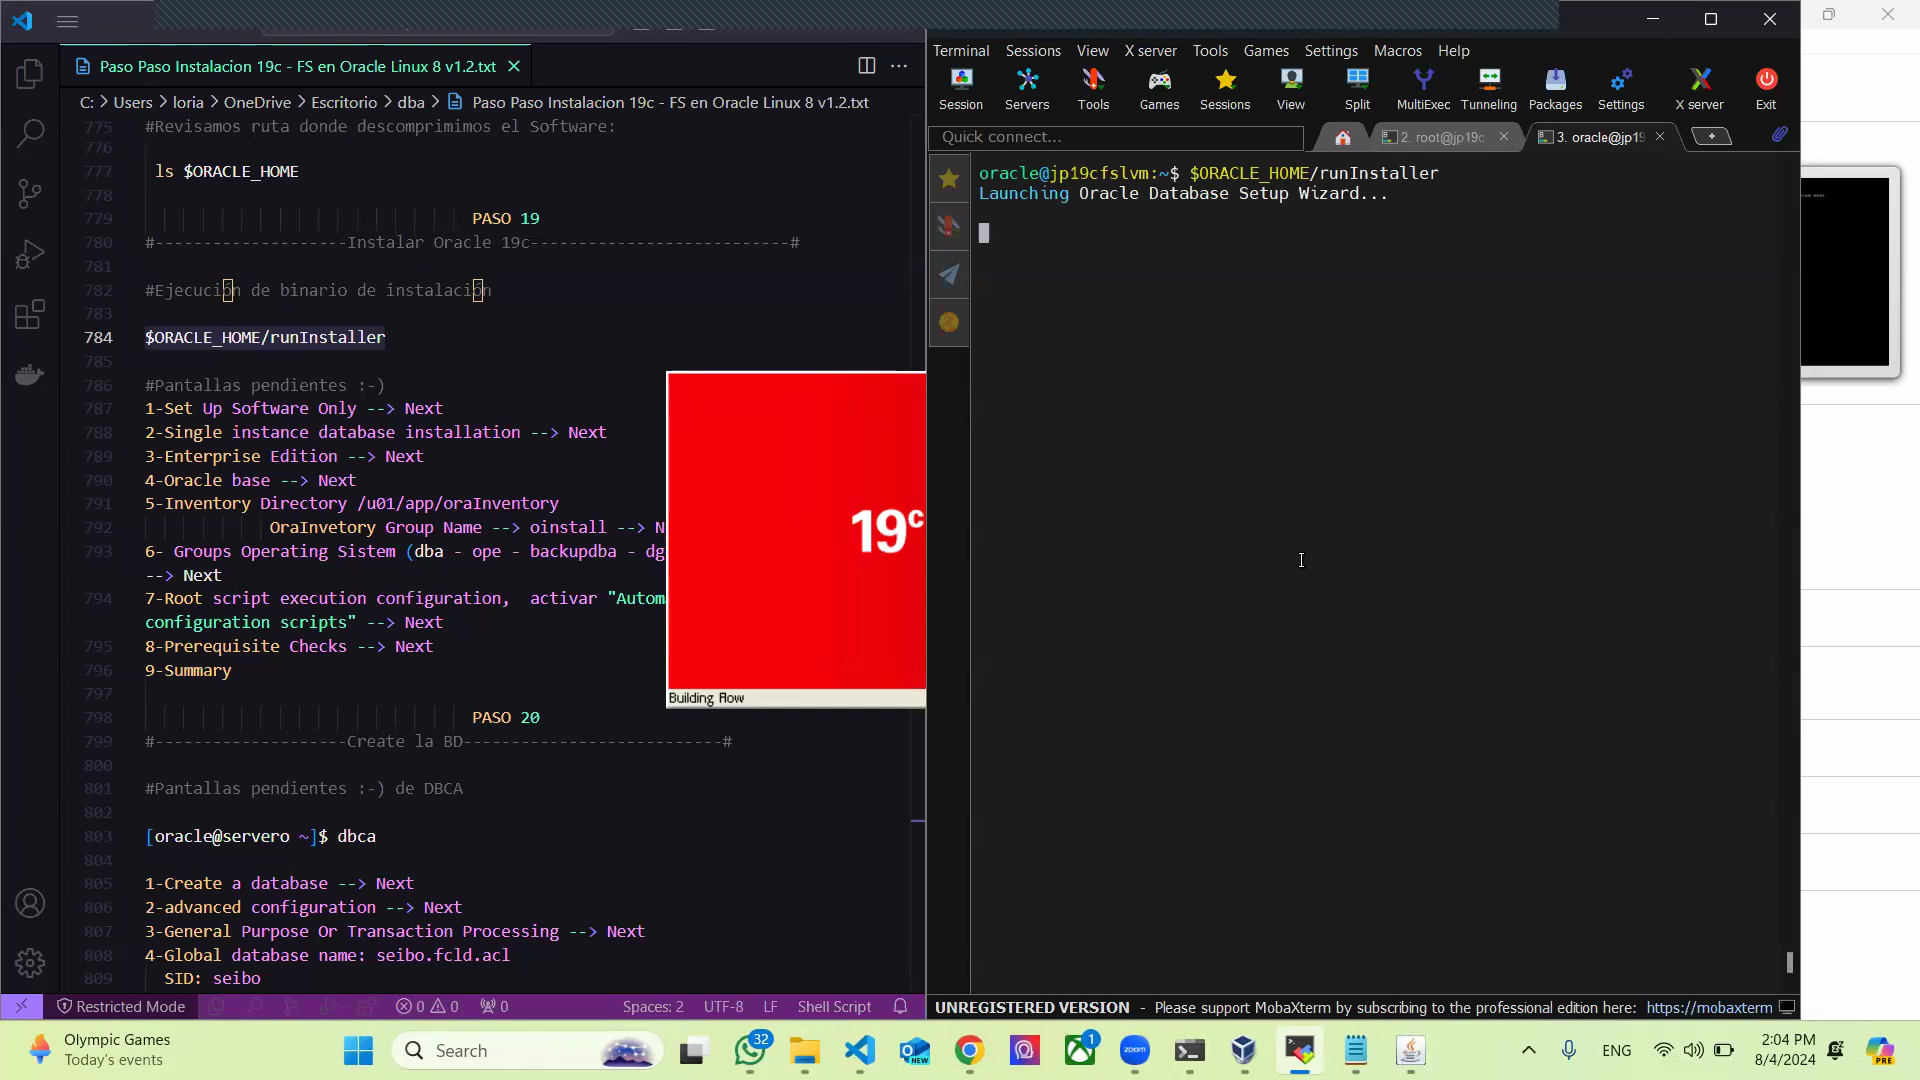 Paso Paso Instalacion 19c - FS en Oracle Linux 8 v1.2.txt
C: > Users > loria > OneDrive > Escritorio > dba > Paso Paso Instalacion 19c - FS en Oracle Linux 8 v1.2.txt
775 #Revisamos ruta donde descomprimimos el Software:
776
777 ls $ORACLE_HOME
778
779 PASO 19
780 #--------------------Instalar Oracle 19c---------------------------#
781
782 #Ejecución de binario de instalación
783
784 $ORACLE_HOME/runInstaller
785
786 #Pantallas pendientes :-)
787 1-Set Up Software Only --> Next
788 2-Single instance database installation --> Next
789 3-Enterprise Edition --> Next
790 4-Oracle base --> Next
791 5-Inventory Directory /u01/app/oraInventory
792 OraInvetory Group Name --> oinstall --> N
793 6- Groups Operating Sistem (dba - ope - backupdba - dg
--> Next
794 7-Root script execution configuration, activar "Autom
configuration scripts" --> Next
795 8-Prerequisite Checks --> Next
796 9-Summary
797
798 PASO 20
799 #--------------------Create la BD---------------------------#
800
801 #Pantallas pendientes :-) de DBCA
802
803 [oracle@servero ~]$ dbca
804
805 1-Create a database --> Next
806 2-advanced configuration --> Next
807 3-General Purpose Or Transaction Processing --> Next
808 4-Global database name: seibo.fcld.acl
809 SID: seibo
19c
Building Flow
Restricted Mode 0 0 0 Spaces: 2 UTF-8 LF Shell Script
Terminal Sessions View X server Tools Games Settings Macros Help
Session Servers Tools Games Sessions View Split MultiExec Tunneling Packages Settings X server Exit
Quick connect...
2. root@jp19c
3. oracle@jp19
oracle@jp19cfslvm:~$ $ORACLE_HOME/runInstaller
Launching Oracle Database Setup Wizard...
UNREGISTERED VERSION - Please support MobaXterm by subscribing to the professional edition here: https://mobaxterm
Olympic Games
Today's events
Search
NEW
32
1
zoom
ENG
2:04 PM
8/4/2024
PRE